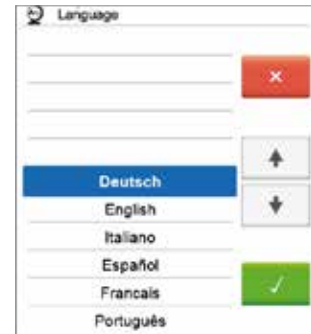 Language
Deutsch
English
Italiano
Español
Francais
Português